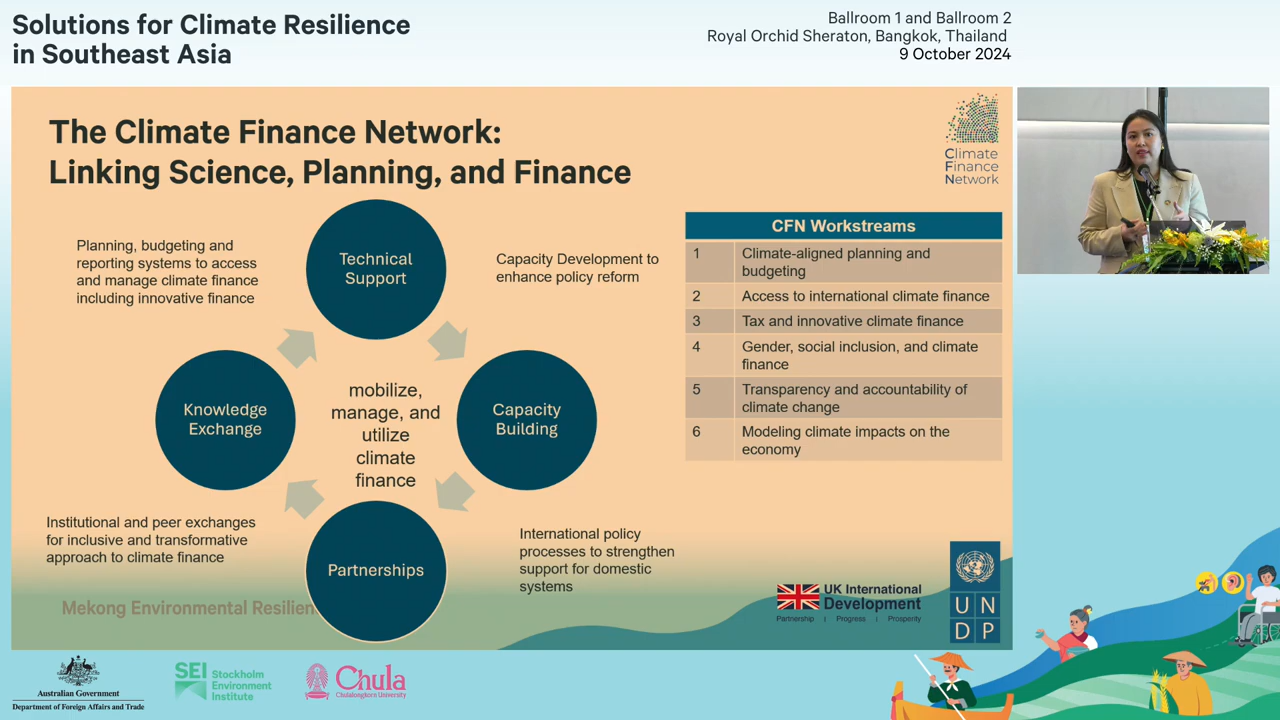 Solutions for Climate Resilience
in Southeast Asia
Ballroom 1 and Ballroom 2
Royal Orchid Sheraton, Bangkok, Thailand
9 October 2024
The Climate Finance Network:
Linking Science, Planning, and Finance
Climate
Finance
Network
Planning, budgeting and
reporting systems to access
and manage climate finance
including innovative finance
Technical
Support
Capacity Development to
enhance policy reform
Knowledge
Exchange
mobilize,
manage, and
utilize
climate
finance
Capacity
Building
Institutional and peer exchanges
for inclusive and transformative
approach to climate finance
Partnerships
International policy
processes to strengthen
support for domestic
systems
Mekong Environmental Resilien
CFN Workstreams
1 Climate-aligned planning and
budgeting
2 Access to international climate finance
3 Tax and innovative climate finance
4 Gender, social inclusion, and climate
finance
5 Transparency and accountability of
climate change
6 Modeling climate impacts on the
economy
UK International
Development
Partnership | Progress | Prosperity
U N
D P
Australian Government
Department of Foreign Affairs and Trade
SEI Stockholm
Environment
Institute
Chula
Chulalongkorn University